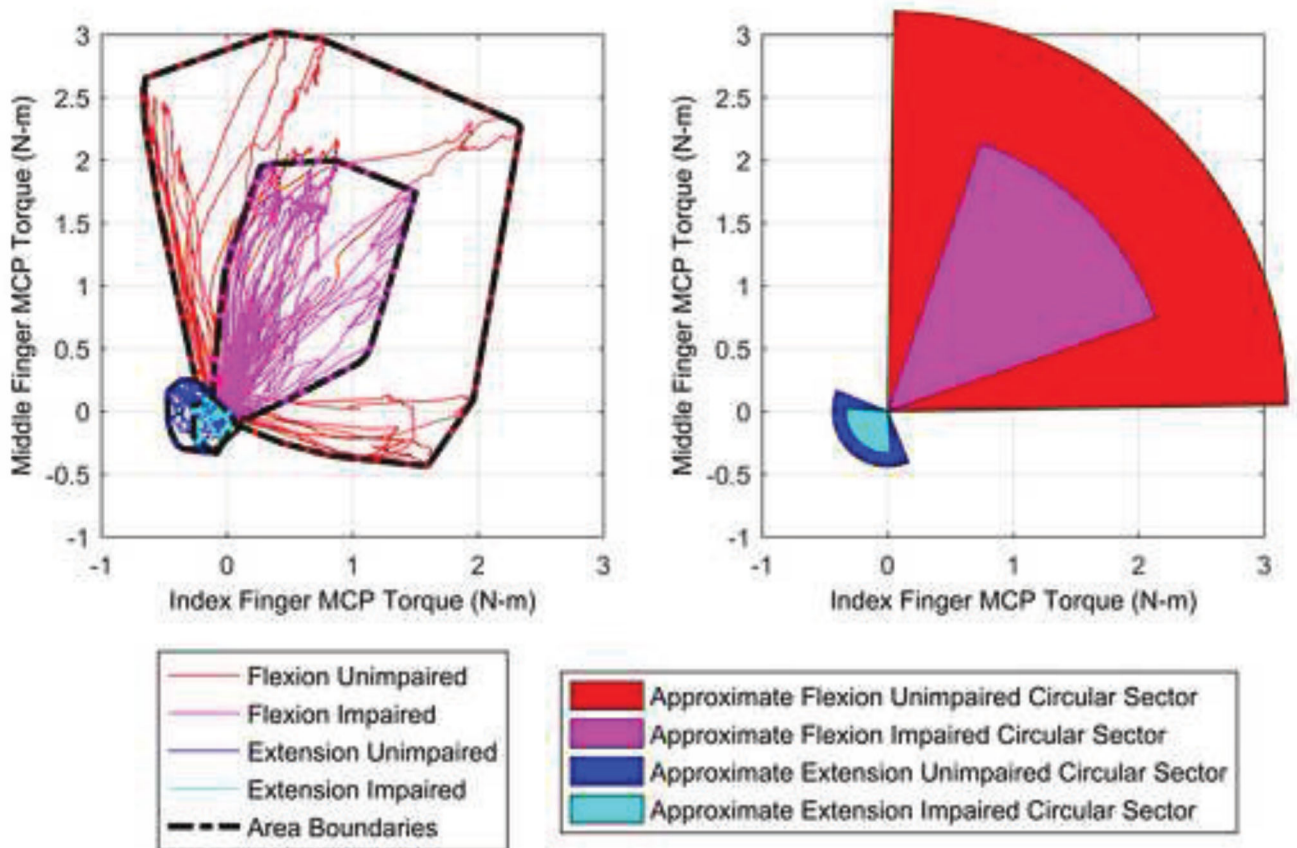 3
2.5
2
1.5
1
0.5
0
-0.5
-1
Middle Finger MCP Torque (N-m)
-1 0 1 2 3
Index Finger MCP Torque (N-m)
3
2.5
2
1.5
1
0.5
0
-0.5
-1
Middle Finger MCP Torque (N-m)
-1 0 1 2 3
Index Finger MCP Torque (N-m)
Flexion Unimpaired
Flexion Impaired
Extension Unimpaired
Extension Impaired
Area Boundaries
Approximate Flexion Unimpaired Circular Sector
Approximate Flexion Impaired Circular Sector
Approximate Extension Unimpaired Circular Sector
Approximate Extension Impaired Circular Sector